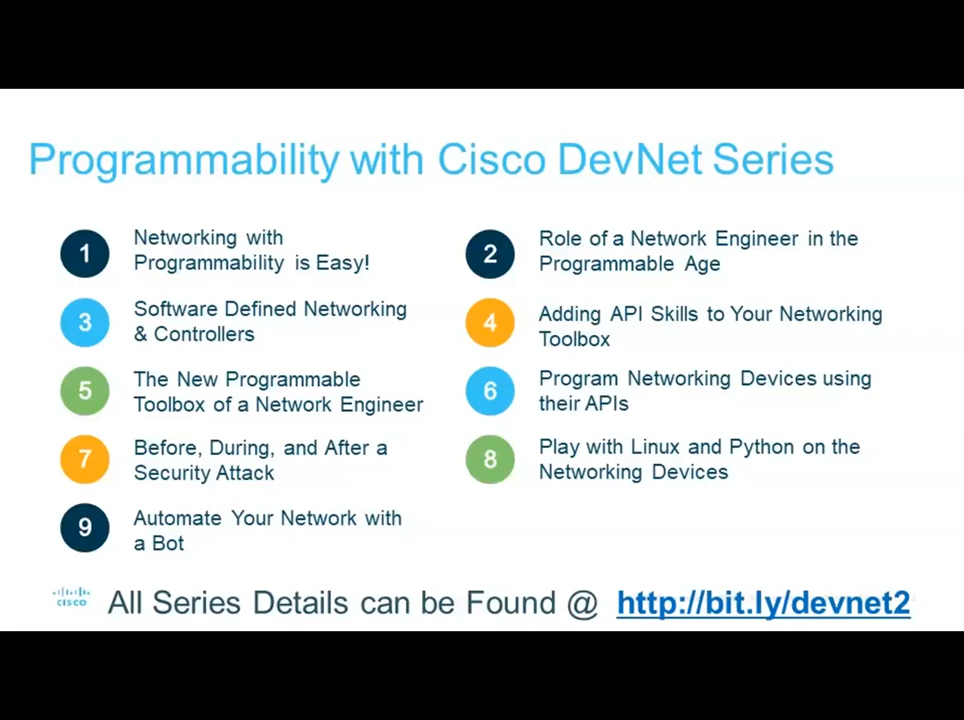 Programmability with Cisco DevNet Series
1
Networking with
Programmability is Easy!
2
Role of a Network Engineer in the
Programmable Age
3
Software Defined Networking
& Controllers
4
Adding API Skills to Your Networking
Toolbox
5
The New Programmable
Toolbox of a Network Engineer
6
Program Networking Devices using
their APIs
7
Before, During, and After a
Security Attack
8
Play with Linux and Python on the
Networking Devices
9
Automate Your Network with
a Bot
CISCO
All Series Details can be Found @ http://bit.ly/devnet2